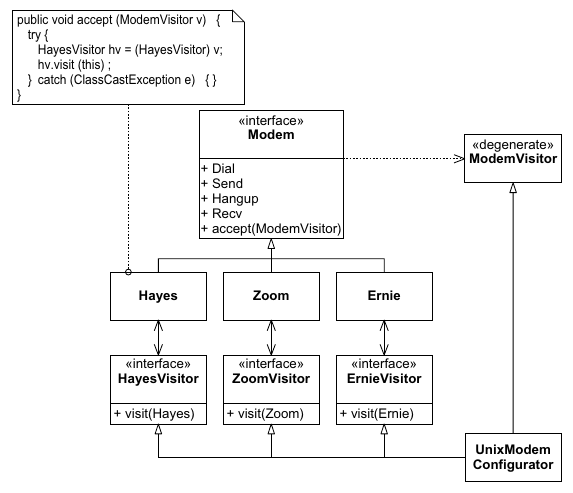 public void accept (ModemVisitor v) {
try {
HayesVisitor hv = (HayesVisitor) v;
hv.visit (this) ;
} catch (ClassCastException e) { }
}
«interface»
Modem
+ Dial
+ Send
+ Hangup
+ Recv
+ accept(ModemVisitor)
«degenerate»
ModemVisitor
Hayes
Zoom
Ernie
«interface»
HayesVisitor
+ visit(Hayes)
«interface»
ZoomVisitor
+ visit(Zoom)
«interface»
ErnieVisitor
+ visit(Ernie)
UnixModem
Configurator